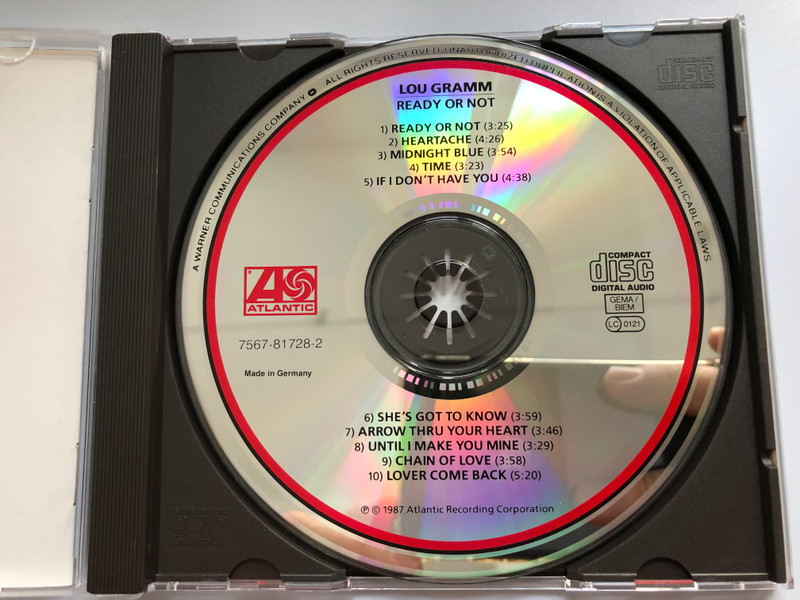 A WARNER COMMUNICATIONS COMPANY ALL RIGHTS RESERVED. UNAUTHORIZED DUPLICATION IS A VIOLATION OF APPLICABLE LAWS.
LOU GRAMM
READY OR NOT
1) READY OR NOT (3:25)
2) HEARTACHE (4:26)
3) MIDNIGHT BLUE (3:54)
4) TIME (3:23)
5) IF I DON'T HAVE YOU (4:38)
COMPACT
disc
DIGITAL AUDIO
ATLANTIC
COMPACT
disc
DIGITAL AUDIO
GEMA/
BIEM
LC 0121
7567-81728-2
Made in Germany
6) SHE'S GOT TO KNOW (3:59)
7) ARROW THRU YOUR HEART (3:46)
8) UNTIL I MAKE YOU MINE (3:29)
9) CHAIN OF LOVE (3:58)
10) LOVER COME BACK (5:20)
℗ © 1987 Atlantic Recording Corporation